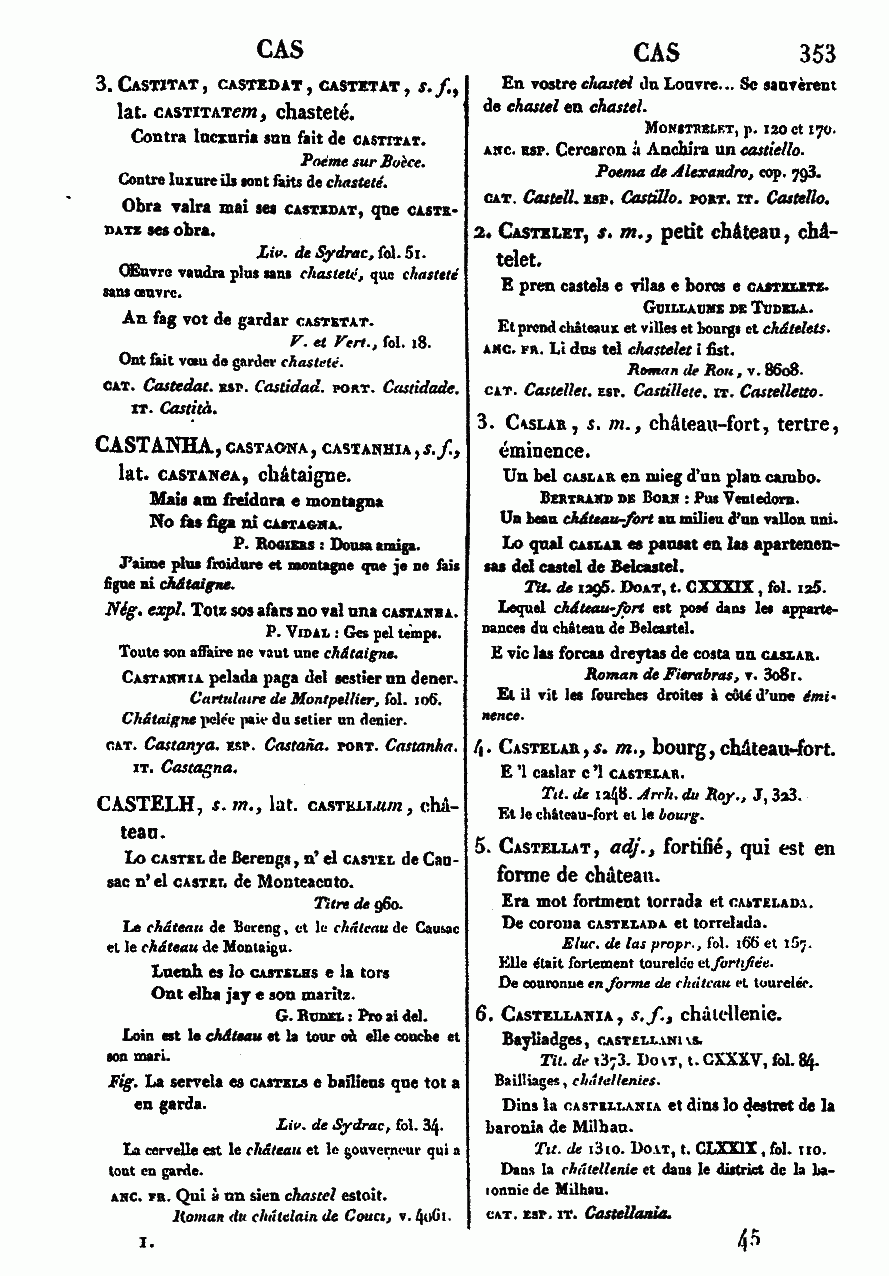 CAS
CAS 353
3. CASTITAT, CASTEDAT, CASTETAT, s. f.,
lat. CASTITATem, chasteté.
Contra luxuria sun fait de CASTITAT.
Poëme sur Boèce.
Contre luxure ils sont faits de chasteté.
Obra valra mai ses CASTEDAT, que CASTE-
DATZ ses obra.
Liv. de Sydrac, fol. 51.
Œuvre vaudra plus sans chasteté, que chasteté
sans œuvre.
An fag vot de gardar CASTETAT.
V. et Vert., fol. 18.
Ont fait vœu de garder chasteté.
CAT. Castedat. ESP. Castidad. PORT. Castidade.
IT. Castità.
CASTANHA, CASTAGNA, CASTANHIA, s. f.,
lat. CASTANeA, châtaigne.
Mais am freidura e montagna
No fas figa ni CASTAGNA.
P. ROGIERS : Dousa amiga.
J'aime plus froidure et montagne que je ne fais
figue ni châtaigne.
Nég. expl. Totz sos afars no val una CASTANHA.
P. VIDAL : Ges pel temps.
Toute son affaire ne vaut une châtaigne.
CASTANHIA pelada paga del sestier un dener.
Cartulaire de Montpellier, fol. 106.
Châtaigne pelée paie du setier un denier.
CAT. Castanya. ESP. Castaña. PORT. Castanha.
IT. Castagna.
CASTELH, s. m., lat. CASTELLum, châ-
teau.
Lo CASTEL de Berengs, n' el CASTEL de Cau-
sac n' el CASTEL de Monteacuto.
Titre de 960.
Le château de Bereng, et le château de Causac
et le château de Montaigu.
Luenh es lo CASTELHS e la tors
Ont elha jay e son maritz.
G. RUDEL : Pro ai del.
Loin est le château et la tour où elle couche et
son mari.
Fig. La servela es CASTELS e bailiens que tot a
en garda.
Liv. de Sydrac, fol. 34.
La cervelle est le château et le gouverneur qui a
tout en garde.
ANC. FR. Qui à un sien chastel estoit.
Roman du châtelain de Couci, v. 4061.
I.
En vostre chastel du Louvre... Se sauvèrent
de chastel en chastel.
MONSTRELET, p. 120 et 170.
ANC. ESP. Cercaron á Anchira un castiello.
Poema de Alexandro, cop. 793.
CAT. Castell. ESP. Castillo. PORT. IT. Castello.
2. CASTELET, s. m., petit château, châ-
telet.
E pren castels e vilas e borcs e CASTELETZ.
GUILLAUME DE TUDELA.
Et prend châteaux et villes et bourgs et châtelets.
ANC. FR. Li dus tel chastelet i fist.
Roman de Rou, v. 8608.
CAT. Castellet. ESP. Castillete. IT. Castelletto.
3. CASLAR, s. m., château-fort, tertre,
éminence.
Un bel CASLAR en mieg d'un plan cambo.
BERTRAND DE BORN : Pus Ventedorn.
Un beau château-fort au milieu d'un vallon uni.
Lo qual CASLAR es pausat en las apartenen-
sas del castel de Belcastel.
Tit. de 1295. DOAT, t. CXXXIX, fol. 125.
Lequel château-fort est posé dans les apparte-
nances du château de Belcastel.
E vic las forcas dreytas de costa un CASLAR.
Roman de Fierabras, v. 3081.
Et il vit les fourches droites à côté d'une émi-
nence.
4. CASTELAR, s. m., bourg, château-fort.
E 'l caslar e 'l CASTELAR.
Tit. de 1248. Arch. du Roy., J, 323.
Et le château-fort et le bourg.
5. CASTELLAT, adj., fortifié, qui est en
forme de château.
Era mot fortment torrada et CASTELADA.
De corona CASTELADA et torrelada.
Eluc. de las propr., fol. 166 et 157.
Elle était fortement tourelée et fortifiée.
De couronne en forme de château et tourelée.
6. CASTELLANIA, s. f., châtellenie.
Bayliadges, CASTELLANIAS.
Tit. de 1373. DOAT, t. CXXXV, fol. 84.
Bailliages, châtellenies.
Dins la CASTELLANIA et dins lo destret de la
baronia de Milhau.
Tit. de 1310. DOAT, t. CLXXIX, fol. 110.
Dans la châtellenie et dans le district de la ba-
ronnie de Milhau.
CAT. ESP. IT. Castellania.
45